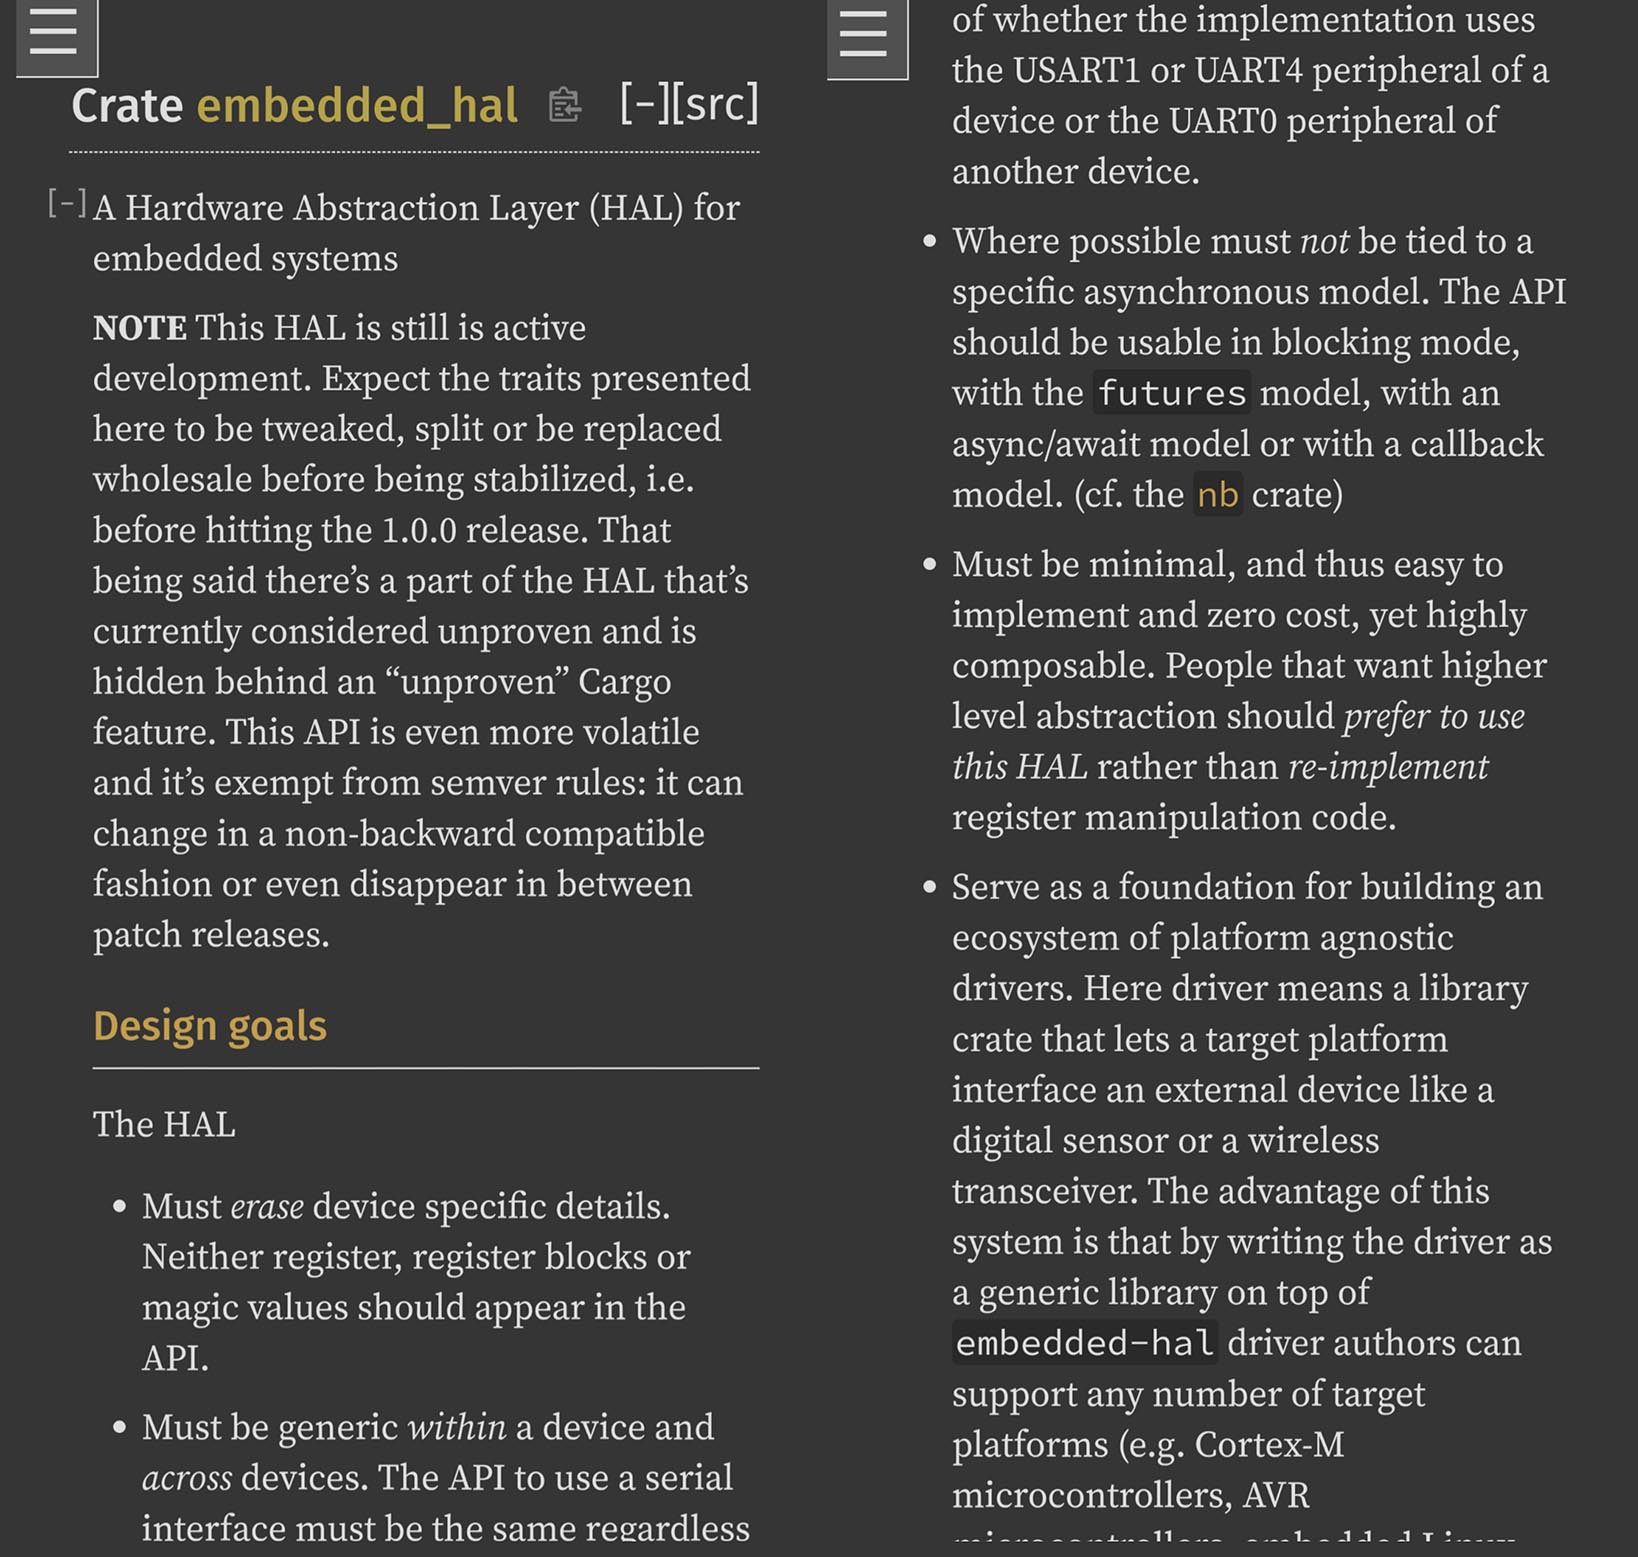 Crate embedded_hal [-][src]
[-] A Hardware Abstraction Layer (HAL) for
embedded systems
NOTE This HAL is still is active
development. Expect the traits presented
here to be tweaked, split or be replaced
wholesale before being stabilized, i.e.
before hitting the 1.0.0 release. That
being said there’s a part of the HAL that’s
currently considered unproven and is
hidden behind an “unproven” Cargo
feature. This API is even more volatile
and it’s exempt from semver rules: it can
change in a non-backward compatible
fashion or even disappear in between
patch releases.
Design goals
The HAL
• Must erase device specific details.
Neither register, register blocks or
magic values should appear in the
API.
• Must be generic within a device and
across devices. The API to use a serial
interface must be the same regardless
of whether the implementation uses
the USART1 or UART4 peripheral of a
device or the UART0 peripheral of
another device.
• Where possible must not be tied to a
specific asynchronous model. The API
should be usable in blocking mode,
with the futures model, with an
async/await model or with a callback
model. (cf. the nb crate)
• Must be minimal, and thus easy to
implement and zero cost, yet highly
composable. People that want higher
level abstraction should prefer to use
this HAL rather than re-implement
register manipulation code.
• Serve as a foundation for building an
ecosystem of platform agnostic
drivers. Here driver means a library
crate that lets a target platform
interface an external device like a
digital sensor or a wireless
transceiver. The advantage of this
system is that by writing the driver as
a generic library on top of
embedded-hal driver authors can
support any number of target
platforms (e.g. Cortex-M
microcontrollers, AVR
microcontrollers, embedded Linux,